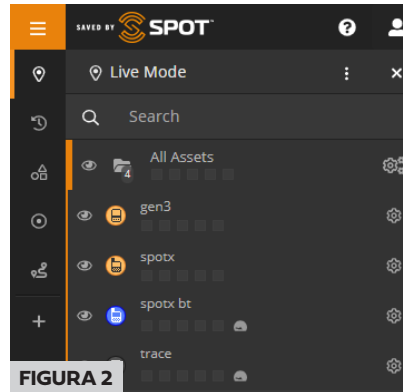 SAVED BY SPOT
Live Mode
Search
All Assets
4
gen3
spotx
spotx bt
trace
FIGURA 2